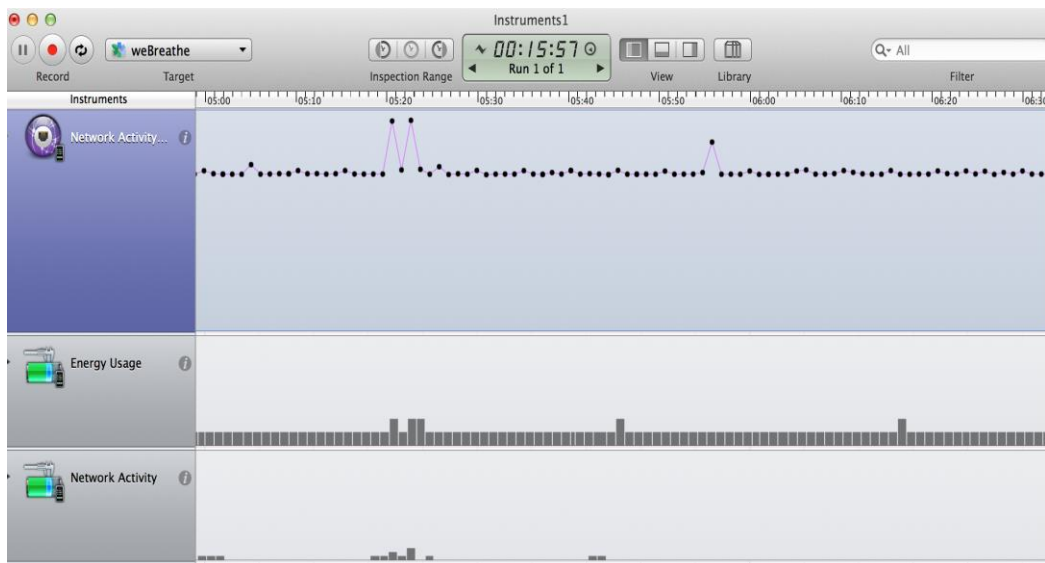 Instruments1
weBreathe
00:15:57
Run 1 of 1
Q- All
Record
Target
Inspection Range
View
Library
Filter
Instruments
05:00 05:10 05:20 05:30 05:40 05:50 06:00 06:10 06:20 06:30
Network Activity...
Energy Usage
Network Activity